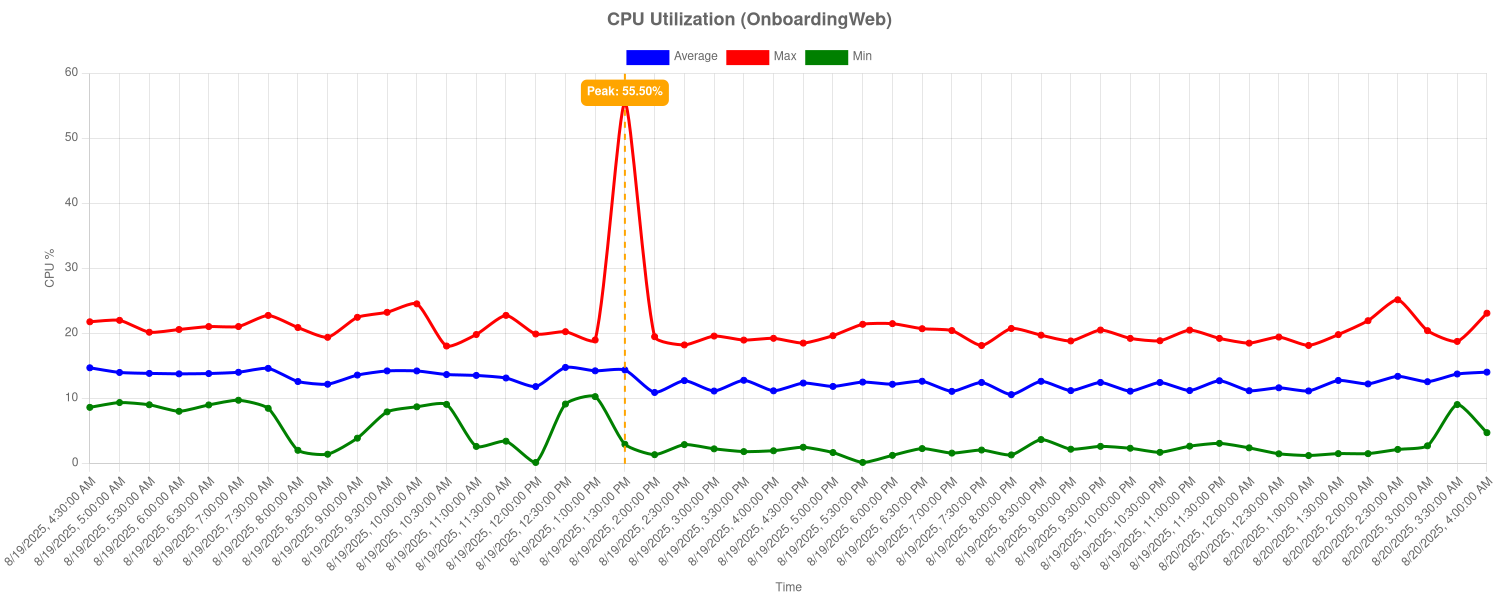 CPU Utilization (OnboardingWeb)
Average Max Min
Peak: 55.50%
60
50
40
30
20
10
0
CPU %
8/19/2025, 4:30:00 AM
8/19/2025, 5:00:00 AM
8/19/2025, 5:30:00 AM
8/19/2025, 6:00:00 AM
8/19/2025, 6:30:00 AM
8/19/2025, 7:00:00 AM
8/19/2025, 7:30:00 AM
8/19/2025, 8:00:00 AM
8/19/2025, 8:30:00 AM
8/19/2025, 9:00:00 AM
8/19/2025, 9:30:00 AM
8/19/2025, 10:00:00 AM
8/19/2025, 10:30:00 AM
8/19/2025, 11:00:00 AM
8/19/2025, 11:30:00 AM
8/19/2025, 12:00:00 PM
8/19/2025, 12:30:00 PM
8/19/2025, 1:00:00 PM
8/19/2025, 1:30:00 PM
8/19/2025, 2:00:00 PM
8/19/2025, 2:30:00 PM
8/19/2025, 3:00:00 PM
8/19/2025, 3:30:00 PM
8/19/2025, 4:00:00 PM
8/19/2025, 4:30:00 PM
8/19/2025, 5:00:00 PM
8/19/2025, 5:30:00 PM
8/19/2025, 6:00:00 PM
8/19/2025, 6:30:00 PM
8/19/2025, 7:00:00 PM
8/19/2025, 7:30:00 PM
8/19/2025, 8:00:00 PM
8/19/2025, 8:30:00 PM
8/19/2025, 9:00:00 PM
8/19/2025, 9:30:00 PM
8/19/2025, 10:00:00 PM
8/19/2025, 10:30:00 PM
8/19/2025, 11:00:00 PM
8/19/2025, 11:30:00 PM
8/20/2025, 12:00:00 AM
8/20/2025, 12:30:00 AM
8/20/2025, 1:00:00 AM
8/20/2025, 1:30:00 AM
8/20/2025, 2:00:00 AM
8/20/2025, 2:30:00 AM
8/20/2025, 3:00:00 AM
8/20/2025, 3:30:00 AM
8/20/2025, 4:00:00 AM
Time